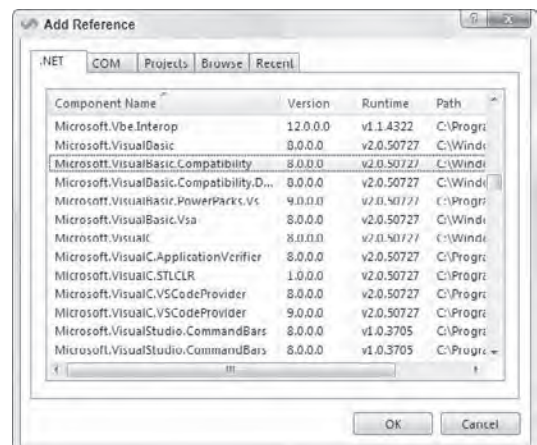 Add Reference
.NET COM Projects Browse Recent
Component Name Version Runtime Path
Microsoft.Vbe.Interop 12.0.0.0 v1.1.4322 C:\Progra
Microsoft.VisualBasic 8.0.0.0 v2.0.50727 C:\Windo
Microsoft.VisualBasic.Compatibility 8.0.0.0 v2.0.50727 C:\Windo
Microsoft.VisualBasic.Compatibility.D... 8.0.0.0 v2.0.50727 C:\Windo
Microsoft.VisualBasic.PowerPacks.Vs 9.0.0.0 v2.0.50727 C:\Progra
Microsoft.VisualBasic.Vsa 8.0.0.0 v2.0.50727 C:\Windo
Microsoft.VisualC 8.0.0.0 v2.0.50727 C:\Windo
Microsoft.VisualC.ApplicationVerifier 8.0.0.0 v2.0.50727 C:\Progra
Microsoft.VisualC.STLCLR 1.0.0.0 v2.0.50727 C:\Progra
Microsoft.VisualC.VSCodeProvider 8.0.0.0 v2.0.50727 C:\Progra
Microsoft.VisualC.VSCodeProvider 9.0.0.0 v2.0.50727 C:\Progra
Microsoft.VisualStudio.CommandBars 8.0.0.0 v1.0.3705 C:\Progra
Microsoft.VisualStudio.CommandBars 8.0.0.0 v1.0.3705 C:\Progra
OK Cancel